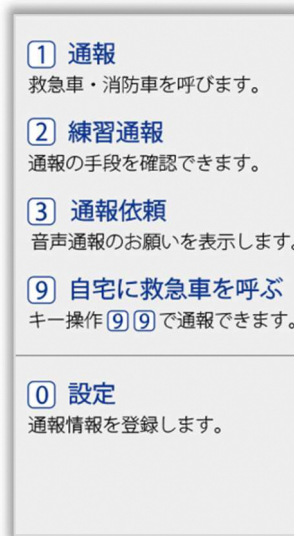 1 通報
救急車・消防車を呼びます。
2 練習通報
通報の手段を確認できます。
3 通報依頼
音声通報のお願いを表示します。
9 自宅に救急車を呼ぶ
キー操作99で通報できます。
0 設定
通報情報を登録します。